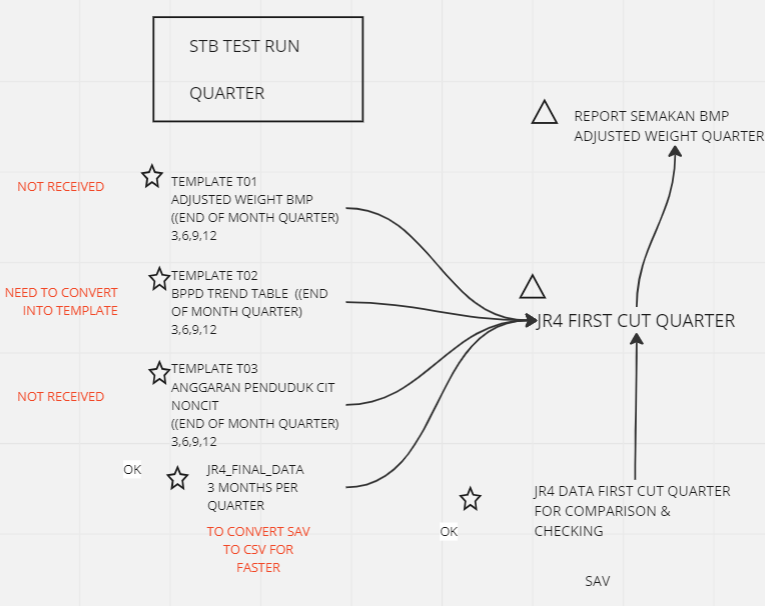 STB TEST RUN
QUARTER
REPORT SEMAKAN BMP
ADJUSTED WEIGHT QUARTER
NOT RECEIVED
TEMPLATE T01
ADJUSTED WEIGHT BMP
((END OF MONTH QUARTER)
3,6,9,12
NEED TO CONVERT
INTO TEMPLATE
TEMPLATE T02
BPPD TREND TABLE ((END
OF MONTH QUARTER)
3,6,9,12
JR4 FIRST CUT QUARTER
NOT RECEIVED
TEMPLATE T03
ANGGARAN PENDUDUK CIT
NONCIT
((END OF MONTH QUARTER)
3,6,9,12
OK
JR4_FINAL_DATA
3 MONTHS PER
QUARTER
TO CONVERT SAV
TO CSV FOR
FASTER
OK
JR4 DATA FIRST CUT QUARTER
FOR COMPARISON &
CHECKING
SAV